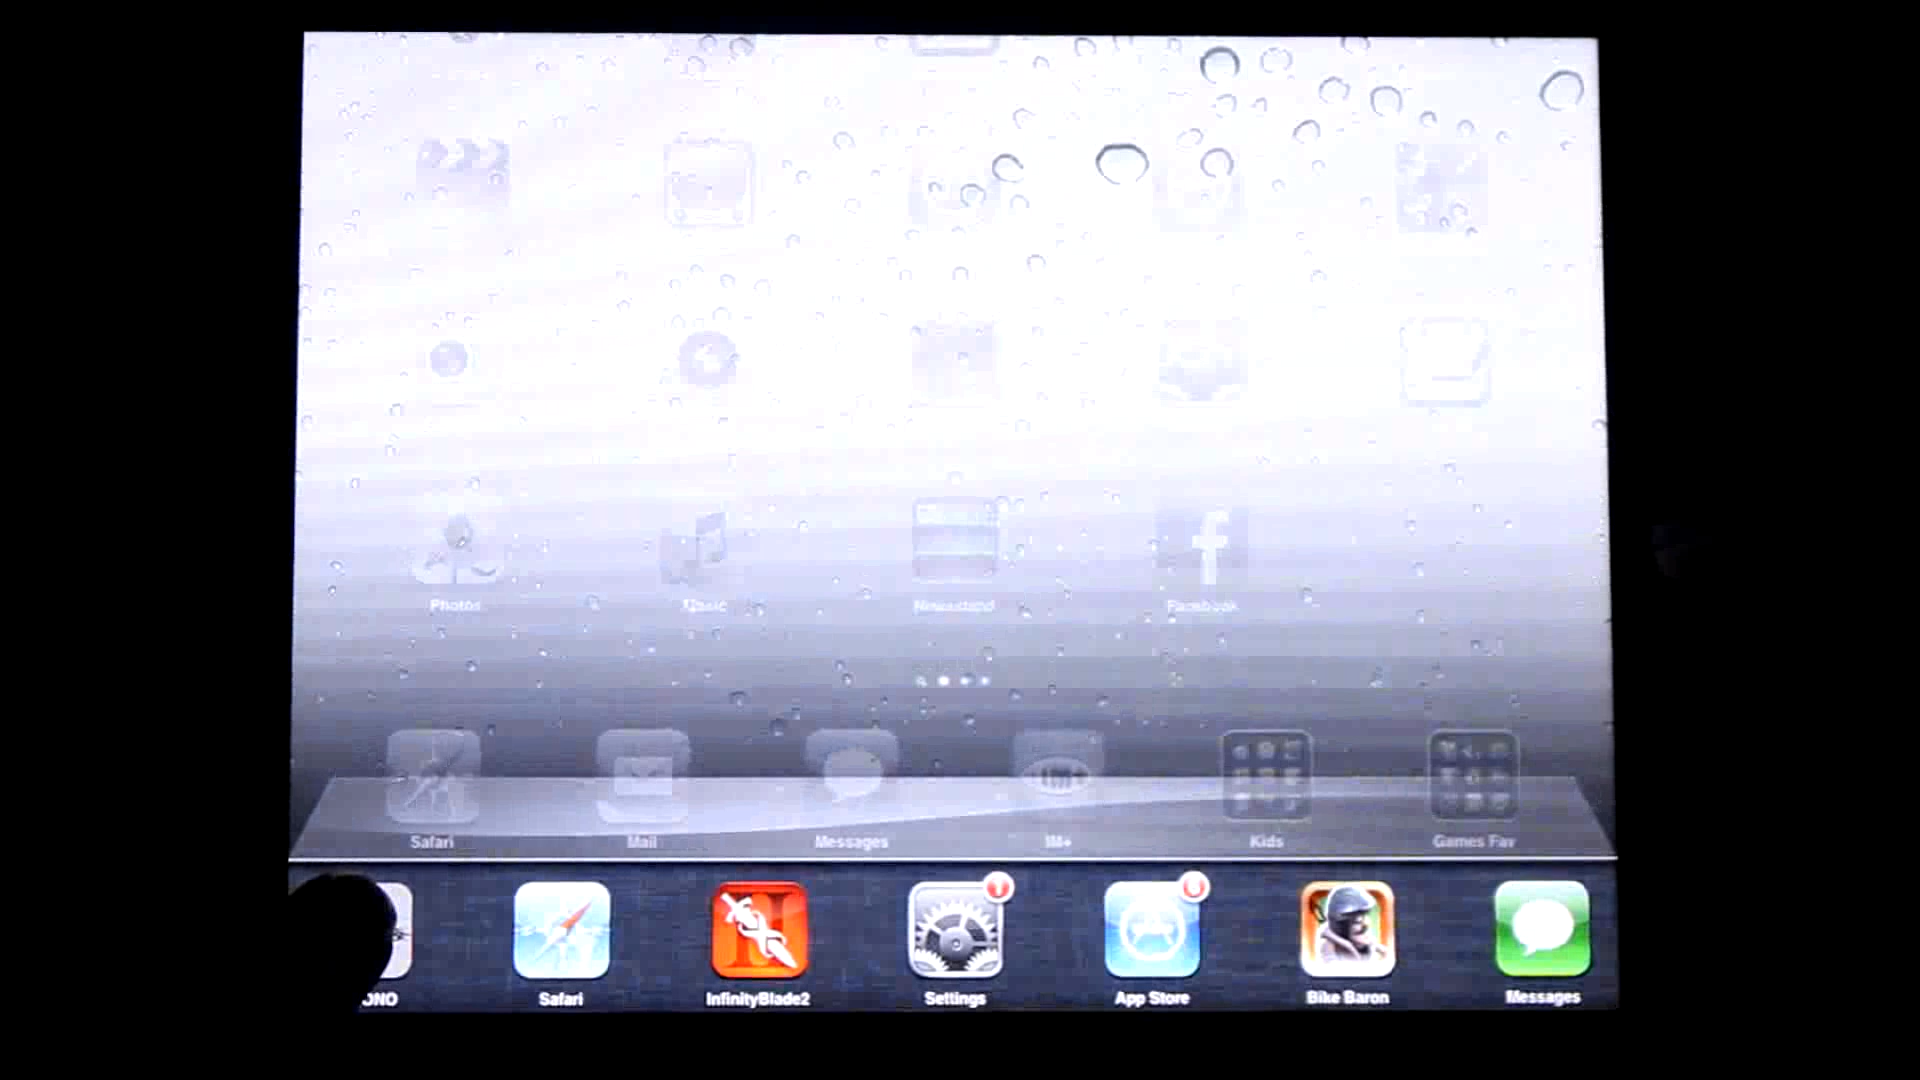 Photos Music Newsstand Facebook
Safari Mail Messages IM+ Kids Games Fav
ONO Safari InfinityBlade2 Settings App Store Bike Baron Messages